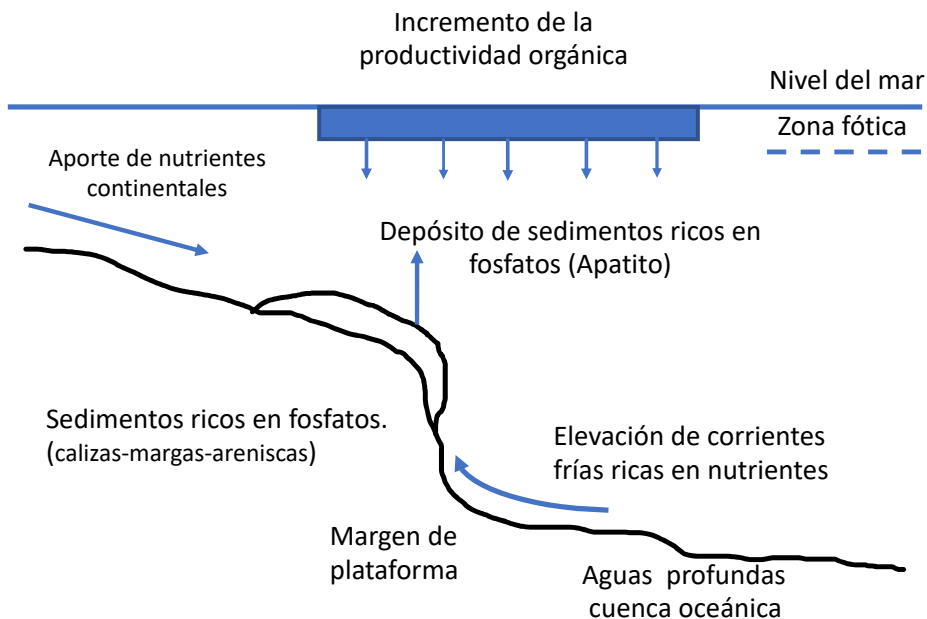 Incremento de la
productividad orgánica
Nivel del mar
Zona fótica
Aporte de nutrientes
continentales
Depósito de sedimentos ricos en
fosfatos (Apatito)
Sedimentos ricos en fosfatos.
(calizas-margas-areniscas)
Elevación de corrientes
frías ricas en nutrientes
Margen de
plataforma
Aguas profundas
cuenca oceánica